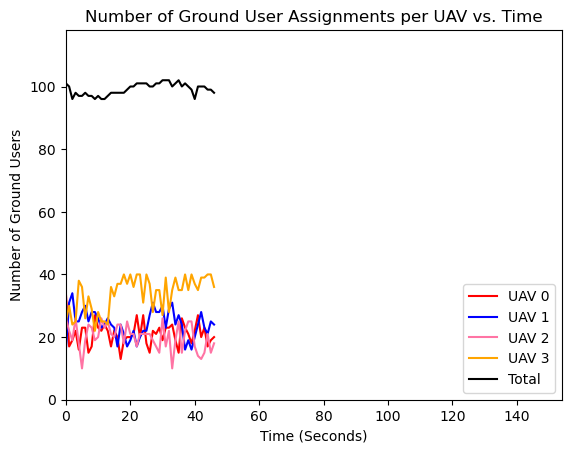 Number of Ground User Assignments per UAV vs. Time
Number of Ground Users
100
80
60
40
20
0
0 20 40 60 80 100 120 140
Time (Seconds)
UAV 0
UAV 1
UAV 2
UAV 3
Total